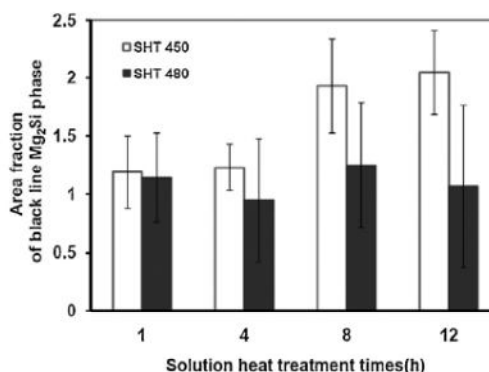 Area fraction
of black line Mg₂Si phase
2.5
2
1.5
1
0.5
0
SHT 450
SHT 480
1 4 8 12
Solution heat treatment times(h)